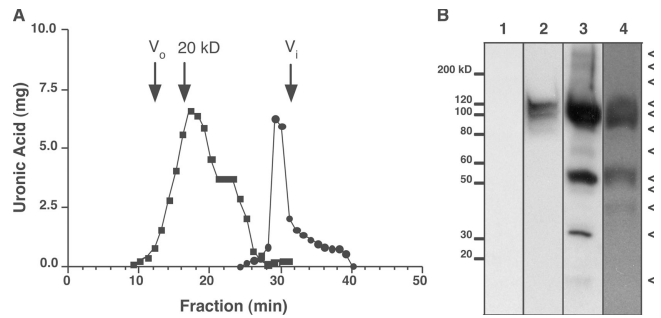 A
B
V₀ 20 kD Vᵢ
10.0
7.5
5.0
2.5
0.0
Uronic Acid (mg)
0 10 20 30 40 50
Fraction (min)
1 2 3 4
200 kD
120
100
80
60
50
30
20
<
<
<
<
<
<
<
<
<
<
<